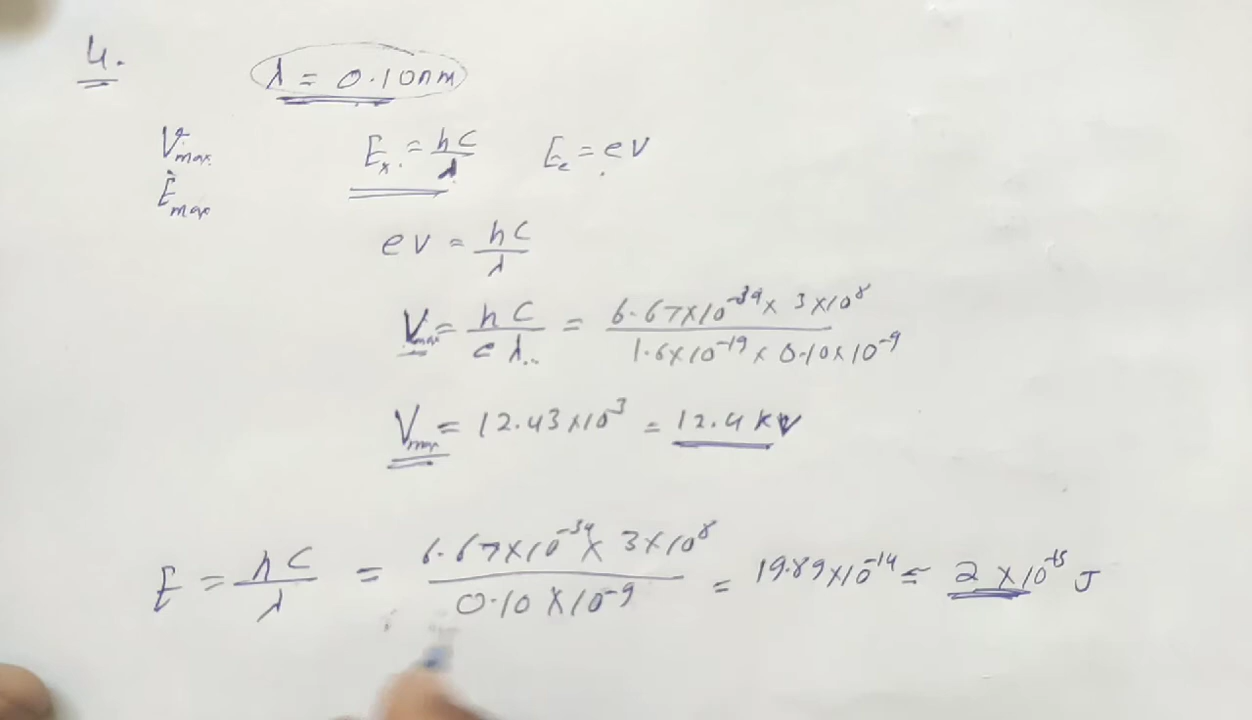 4.
λ = 0.10nm
Vmax. Ex. = hc/λ Ee = eV
Emax
eV = hc/λ
Vmax = hc/eλ.. = 6.67×10^-34 × 3×10^8 / 1.6×10^-19 × 0.10×10^-9
Vmax = 12.43×10^3 = 12.4 kV
E = hc/λ = 6.67×10^-34 × 3×10^8 / 0.10 × 10^-9 = 19.89×10^-14 = 2 × 10^-15 J